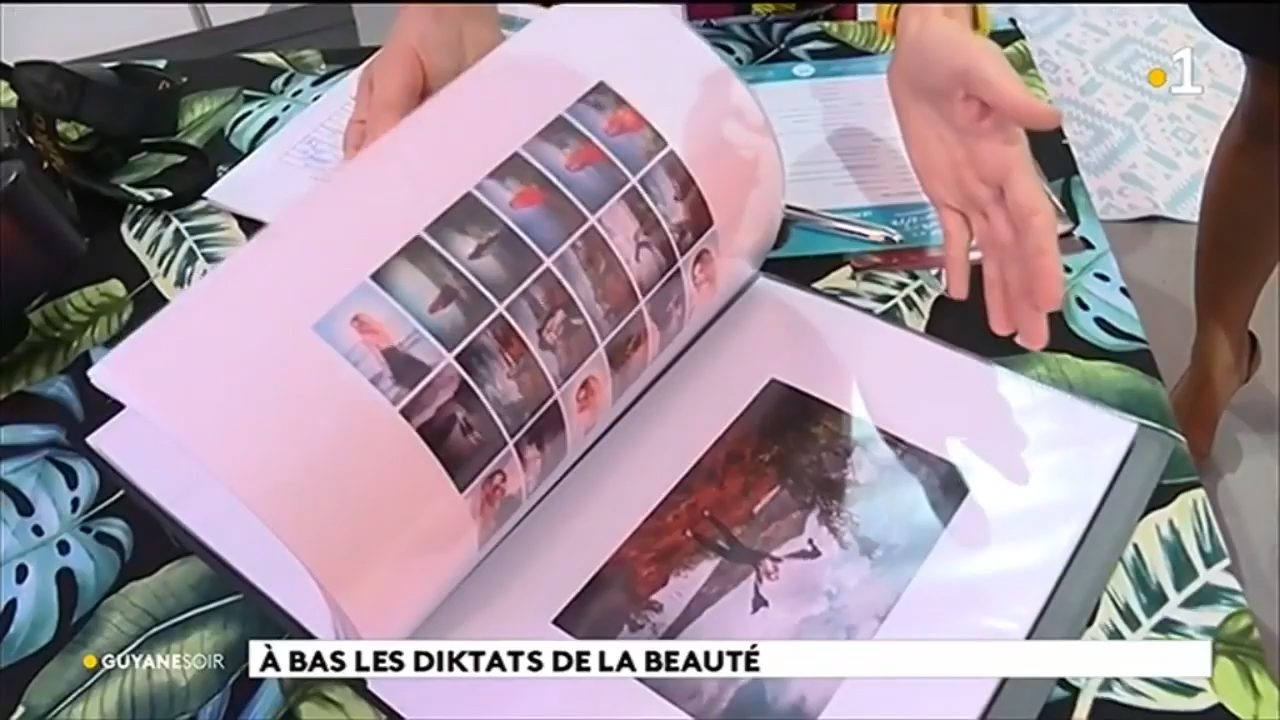 1
GUYANESOIR
À BAS LES DIKTATS DE LA BEAUTÉ